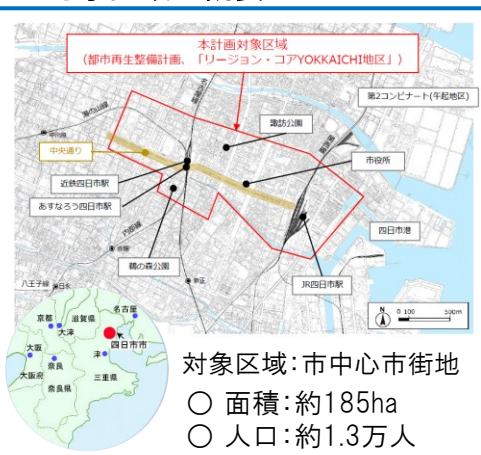 本計画対象区域
（都市再生整備計画、「リージョン・コアYOKKAICHI地区」）
第2コンビナート(午起地区)
諏訪公園
中央通り
市役所
近鉄四日市駅
あすなろう四日市駅
四日市港
鵜の森公園
JR四日市駅
八王子線
内部線
N
0 100 500m
京都
滋賀県
名古屋
大津
四日市市
大阪
奈良
津
大阪府
三重県
奈良県
対象区域：市中心市街地
○ 面積：約185ha
○ 人口：約1.3万人